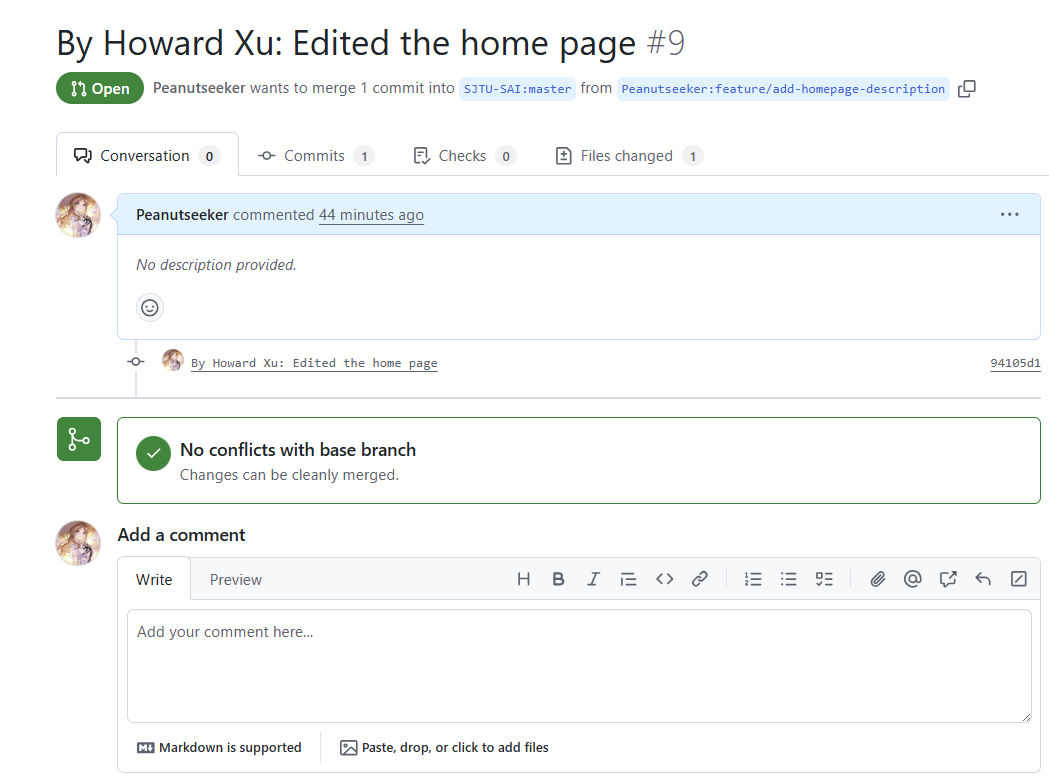 By Howard Xu: Edited the home page #9
Open Peanutseeker wants to merge 1 commit into SJTU-SAI:master from Peanutseeker:feature/add-homepage-description
Conversation 0 Commits 1 Checks 0 Files changed 1
Peanutseeker commented 44 minutes ago
No description provided.
By Howard Xu: Edited the home page 94105d1
No conflicts with base branch
Changes can be cleanly merged.
Add a comment
Write Preview
Add your comment here...
Markdown is supported Paste, drop, or click to add files